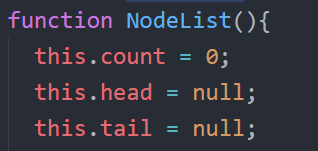 function NodeList(){
  this.count = 0;
  this.head = null;
  this.tail = null;